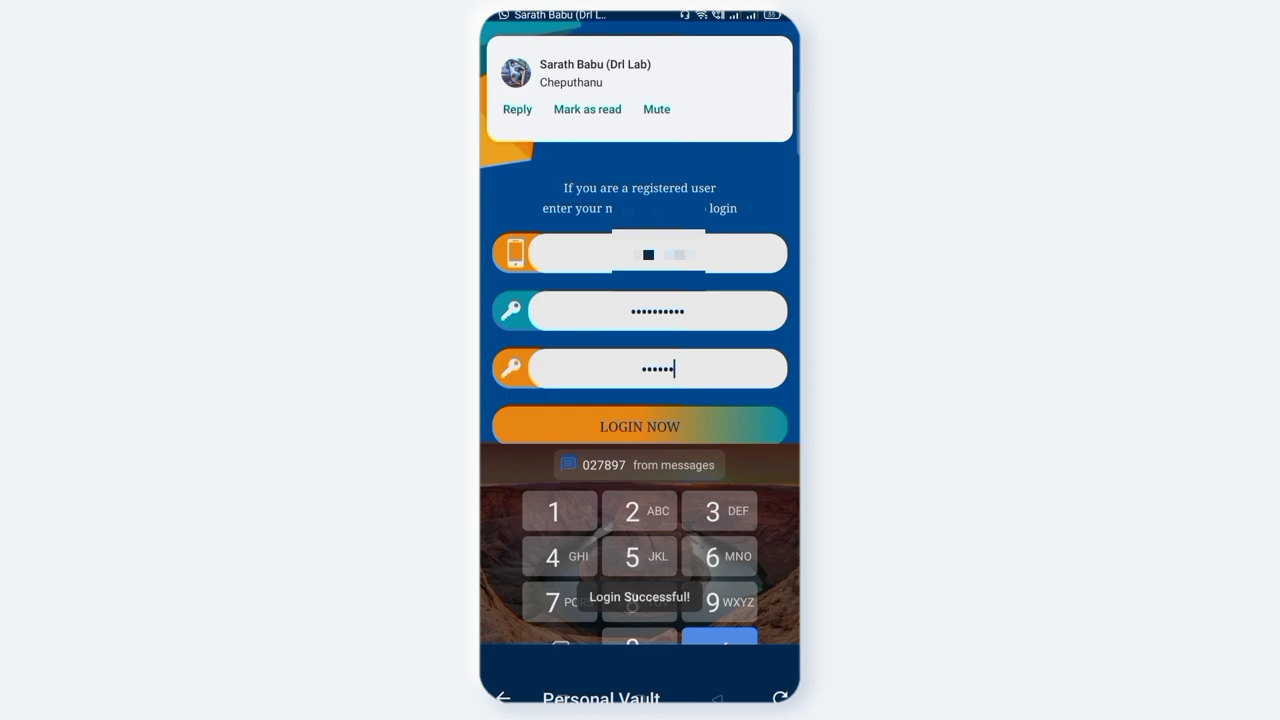 Sarath Babu (Drl L..
35
Sarath Babu (Drl Lab)
Cheputhanu
Reply Mark as read Mute
If you are a registered user
enter your login
••••••••••
••••••
LOGIN NOW
027897 from messages
1 2 ABC 3 DEF
4 GHI 5 JKL 6 MNO
7 9 WXYZ
Login Successful!
Personal Vault